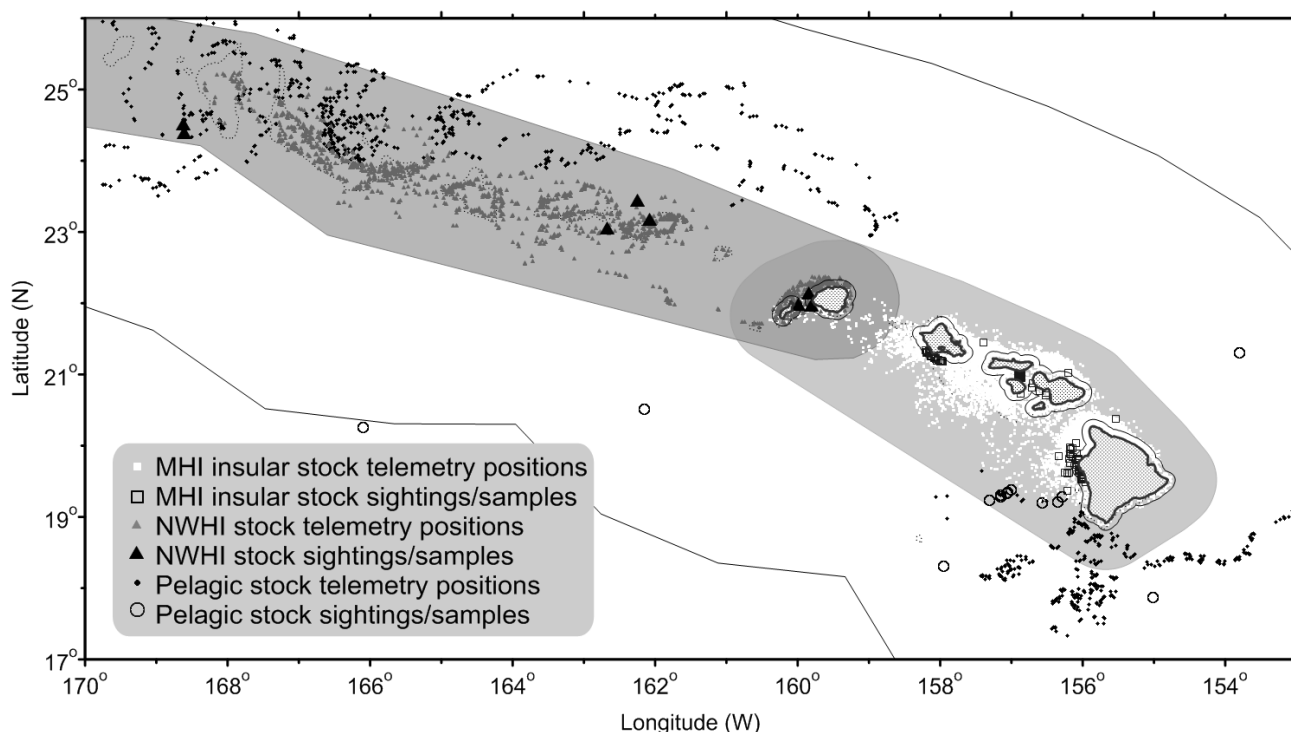 25°
23°
21°
19°
17°
Latitude (N)
MHI insular stock telemetry positions
MHI insular stock sightings/samples
NWHI stock telemetry positions
NWHI stock sightings/samples
Pelagic stock telemetry positions
Pelagic stock sightings/samples
170° 168° 166° 164° 162° 160° 158° 156° 154°
Longitude (W)